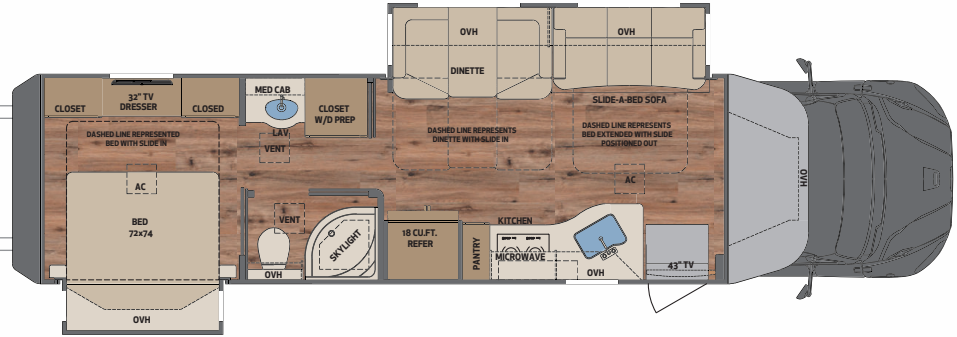 OVH
OVH
DINETTE
32" TV
DRESSER
CLOSET
CLOSED
MED CAB
CLOSET
W/D PREP
LAV
VENT
SLIDE-A-BED SOFA
DASHED LINE REPRESENTED
BED WITH SLIDE IN
DASHED LINE REPRESENTS
DINETTE WITH SLIDE IN
DASHED LINE REPRESENTS
BED EXTENDED WITH SLIDE
POSITIONED OUT
AC
AC
OVH
BED
72x74
VENT
SKYLIGHT
OVH
18 CU.FT.
REFER
PANTRY
KITCHEN
MICROWAVE
OVH
43" TV
OVH